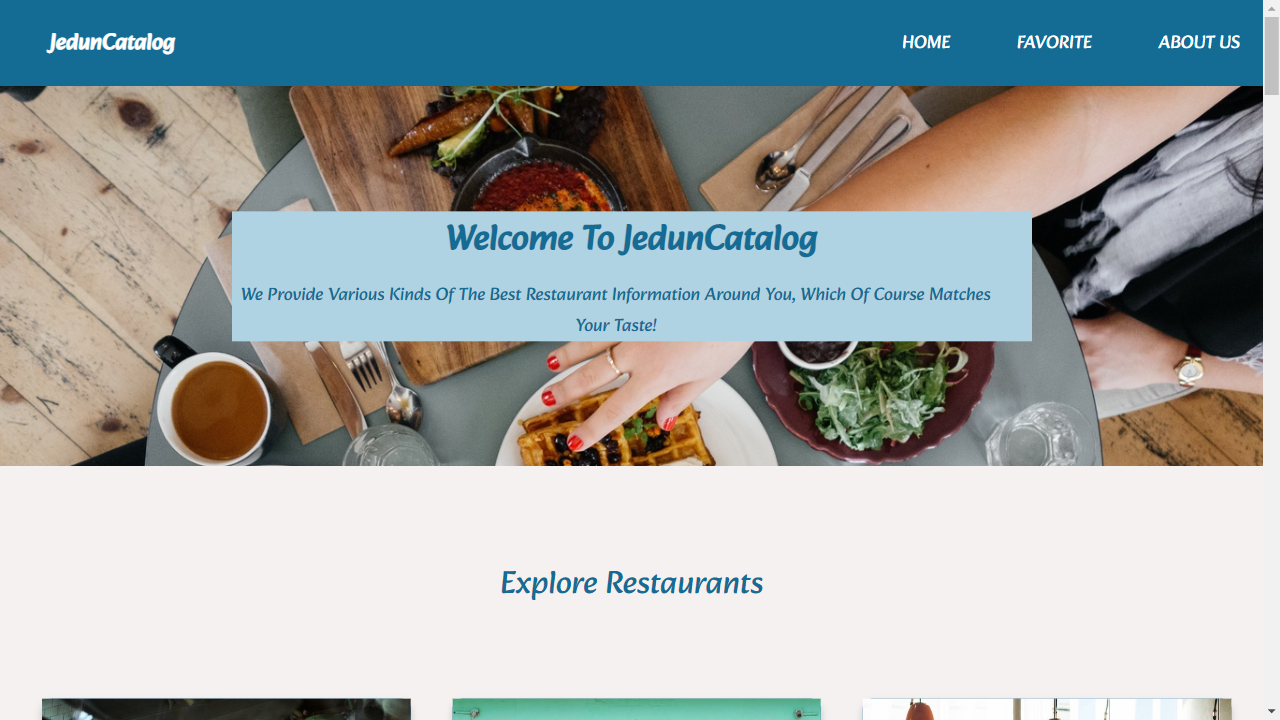 JedunCatalog
HOME
FAVORITE
ABOUT US
Welcome To JedunCatalog
We Provide Various Kinds Of The Best Restaurant Information Around You, Which Of Course Matches
Your Taste!
Explore Restaurants